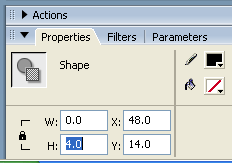 Actions
Properties Filters Parameters
Shape
W: 0.0 X: 48.0
H: 4.0 Y: 14.0